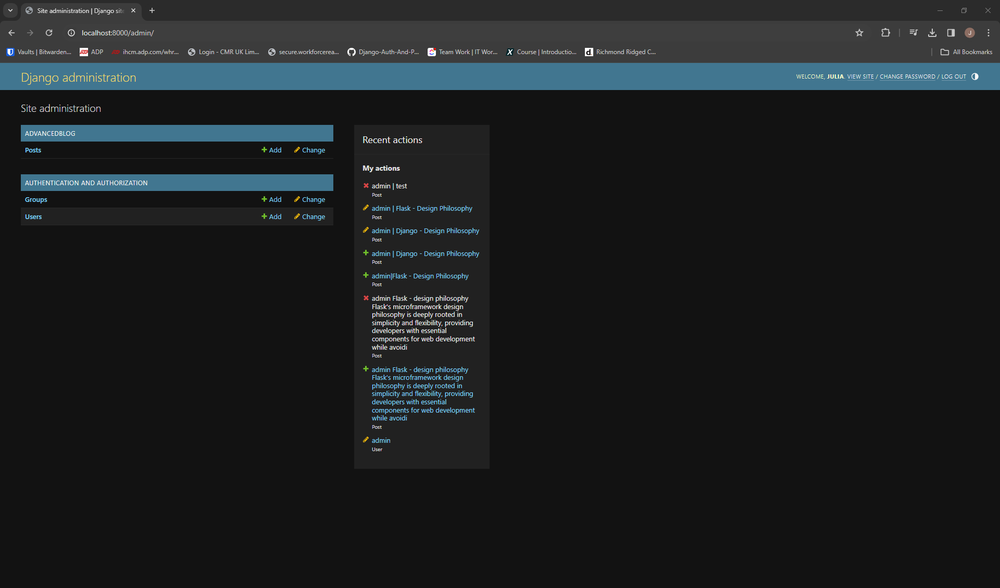 Site administration | Django site
localhost:8000/admin/
J
Vaults | Bitwarden...
ADP
ihcm.adp.com/whr...
Login - CMR UK Lim...
secure.workforcerea...
Django-Auth-And-P...
Team Work | IT Wor...
Course | Introductio...
Richmond Ridged C...
All Bookmarks
Django administration
WELCOME, JULIA. VIEW SITE / CHANGE PASSWORD / LOG OUT
Site administration
ADVANCEDBLOG
Posts Add Change
AUTHENTICATION AND AUTHORIZATION
Groups Add Change
Users Add Change
Recent actions
My actions
admin | test
Post
admin | Flask - Design Philosophy
Post
admin | Django - Design Philosophy
Post
admin | Django - Design Philosophy
Post
admin|Flask - Design Philosophy
Post
admin Flask - design philosophy
Flask's microframework design
philosophy is deeply rooted in
simplicity and flexibility, providing
developers with essential
components for web development
while avoidi
Post
admin Flask - design philosophy
Flask's microframework design
philosophy is deeply rooted in
simplicity and flexibility, providing
developers with essential
components for web development
while avoidi
Post
admin
User